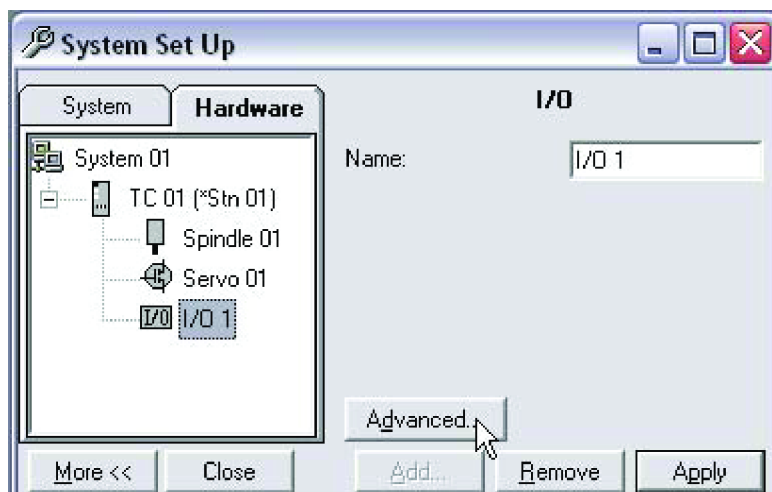 System Set Up
System Hardware
I/O
System 01
Name: I/O 1
TC 01 (*Stn 01)
Spindle 01
Servo 01
I/O I/O 1
Advanced...
More << Close Add... Remove Apply